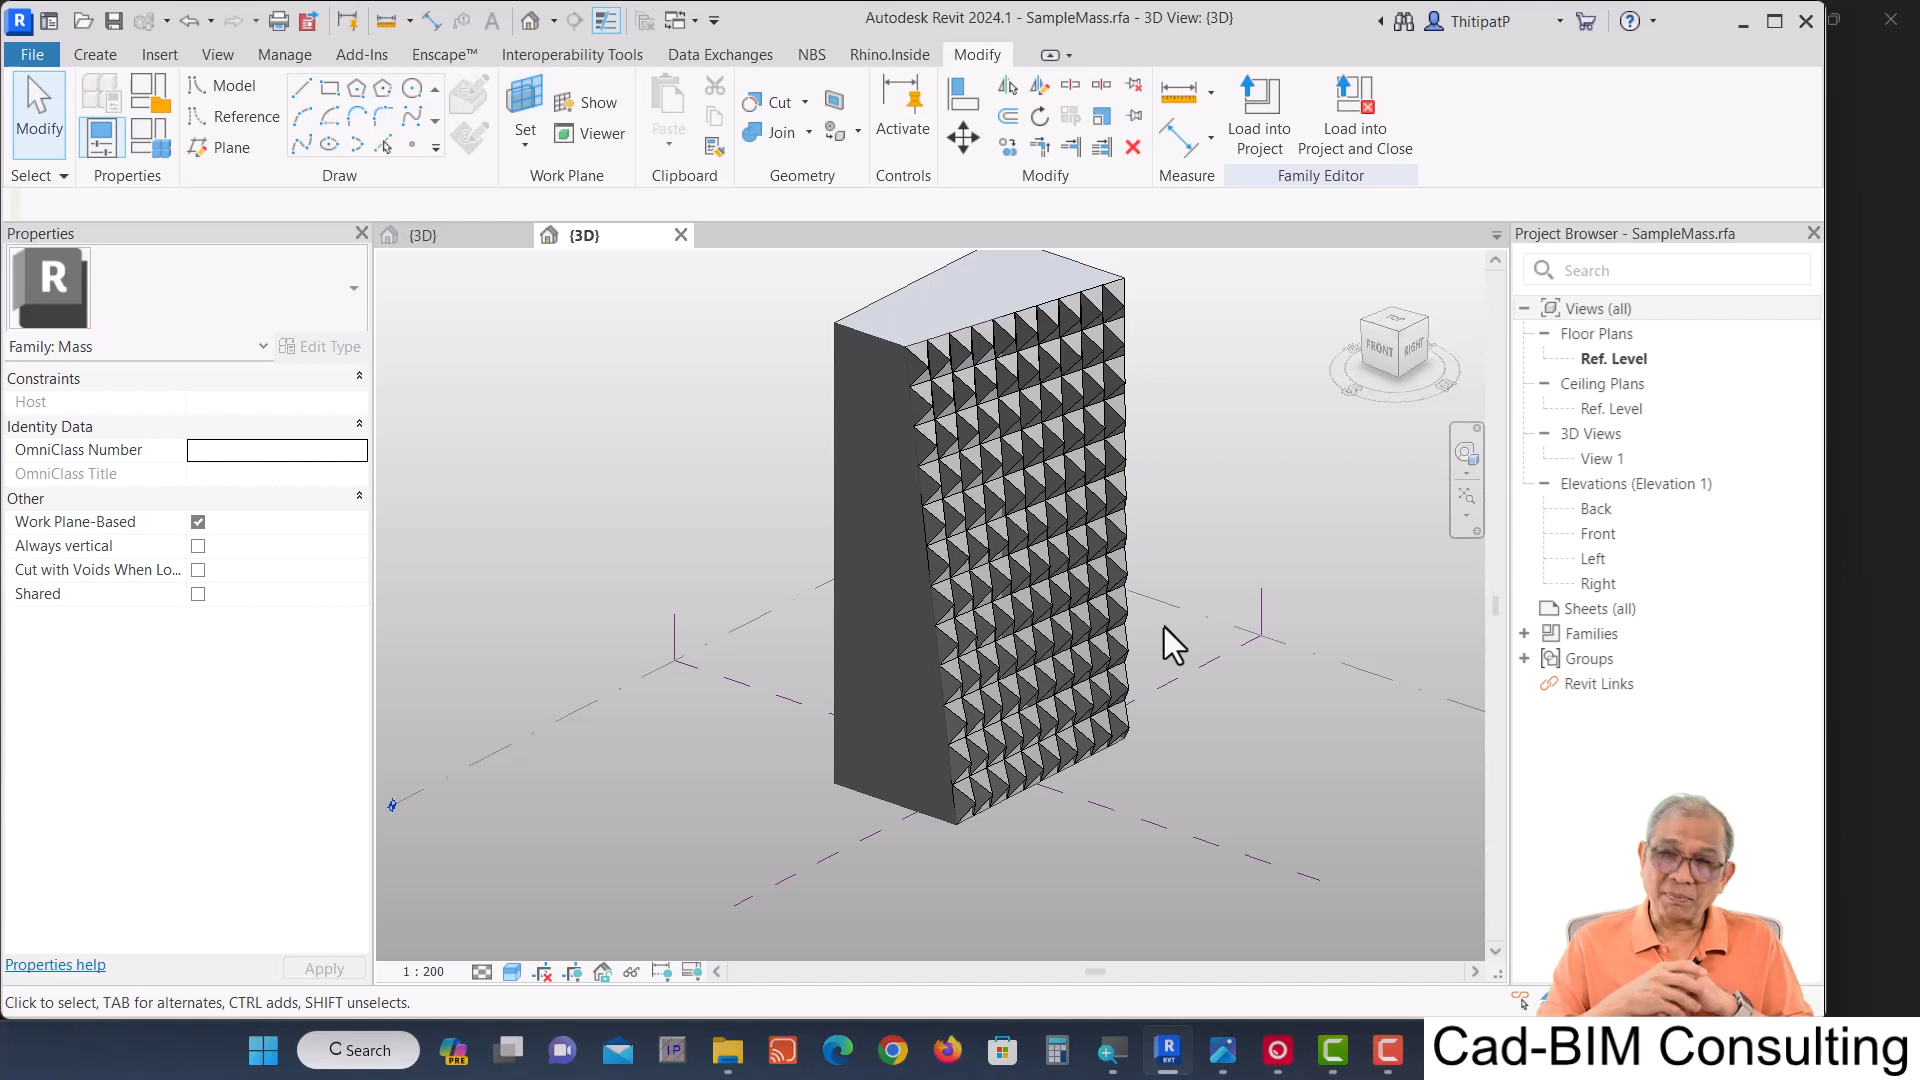 Autodesk Revit 2024.1 - SampleMass.rfa - 3D View: {3D}
ThitipatP
File Create Insert View Manage Add-Ins Enscape™ Interoperability Tools Data Exchanges NBS Rhino.Inside Modify
Modify
Select
Properties
Model
Reference
Plane
Draw
Set
Show
Viewer
Work Plane
Paste
Clipboard
Cut
Join
Geometry
Activate
Controls
Modify
Measure
Load into
Project
Load into
Project and Close
Family Editor
Properties
R
Family: Mass
Edit Type
Constraints
Host
Identity Data
OmniClass Number
OmniClass Title
Other
Work Plane-Based
Always vertical
Cut with Voids When Lo...
Shared
Properties help
Apply
{3D}
{3D}
TOP
FRONT
RIGHT
1 : 200
Project Browser - SampleMass.rfa
Search
Views (all)
Floor Plans
Ref. Level
Ceiling Plans
Ref. Level
3D Views
View 1
Elevations (Elevation 1)
Back
Front
Left
Right
Sheets (all)
Families
Groups
Revit Links
Click to select, TAB for alternates, CTRL adds, SHIFT unselects.
Search
PRE
IP
R
RVT
Cad-BIM Consulting